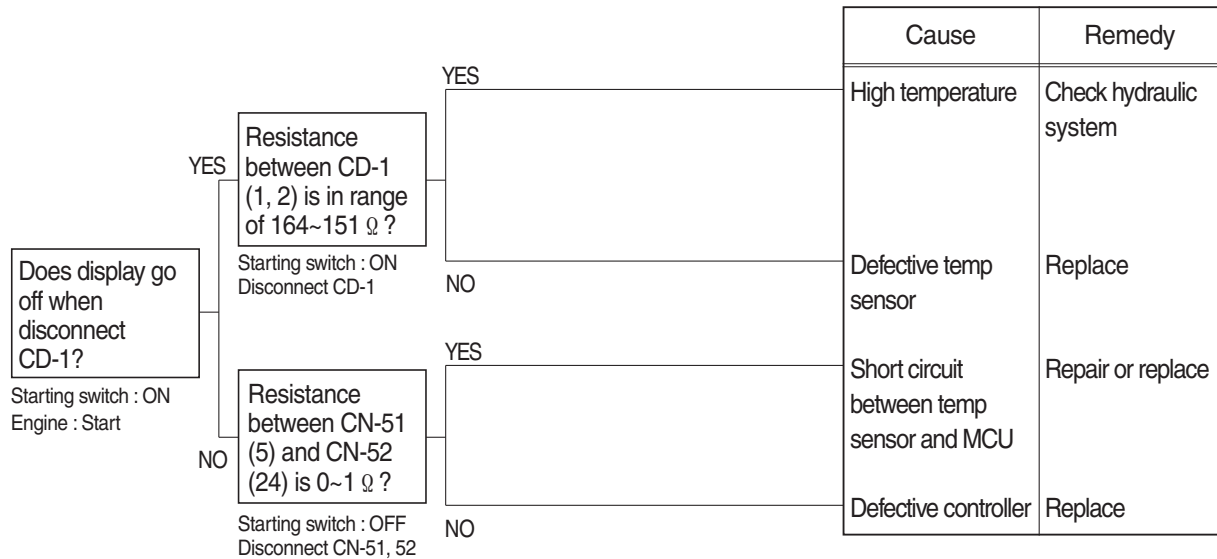 Does display go
off when
disconnect
CD-1?
Starting switch : ON
Engine : Start
YES
Resistance
between CD-1
(1, 2) is in range
of 164~151 Ω ?
Starting switch : ON
Disconnect CD-1
NO
Resistance
between CN-51
(5) and CN-52
(24) is 0~1 Ω ?
Starting switch : OFF
Disconnect CN-51, 52
YES
NO
YES
NO
Cause Remedy
High temperature Check hydraulic
system
Defective temp Replace
sensor
Short circuit Repair or replace
between temp
sensor and MCU
Defective controller Replace